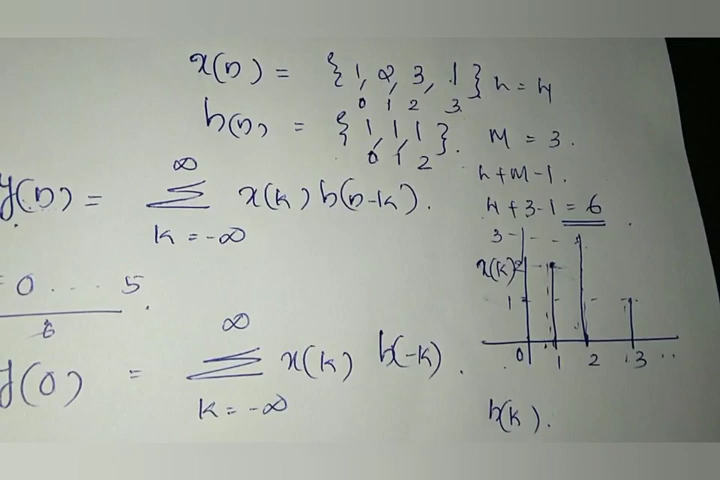 x(n) = {1, 2, 3, 1} L = 4
0 1 2 3
h(n) = {1, 1, 1}. M = 3.
0 1 2
L+M-1.
y(n) = ∞ Σ k = -∞ x(k) h(n-k).
4+3-1 = 6.
= 0 ... 5.
6
y(0) = ∞ Σ k = -∞ x(k) h(-k).
3
x(k) 2
1
0 1 2 3 ..
h(k).